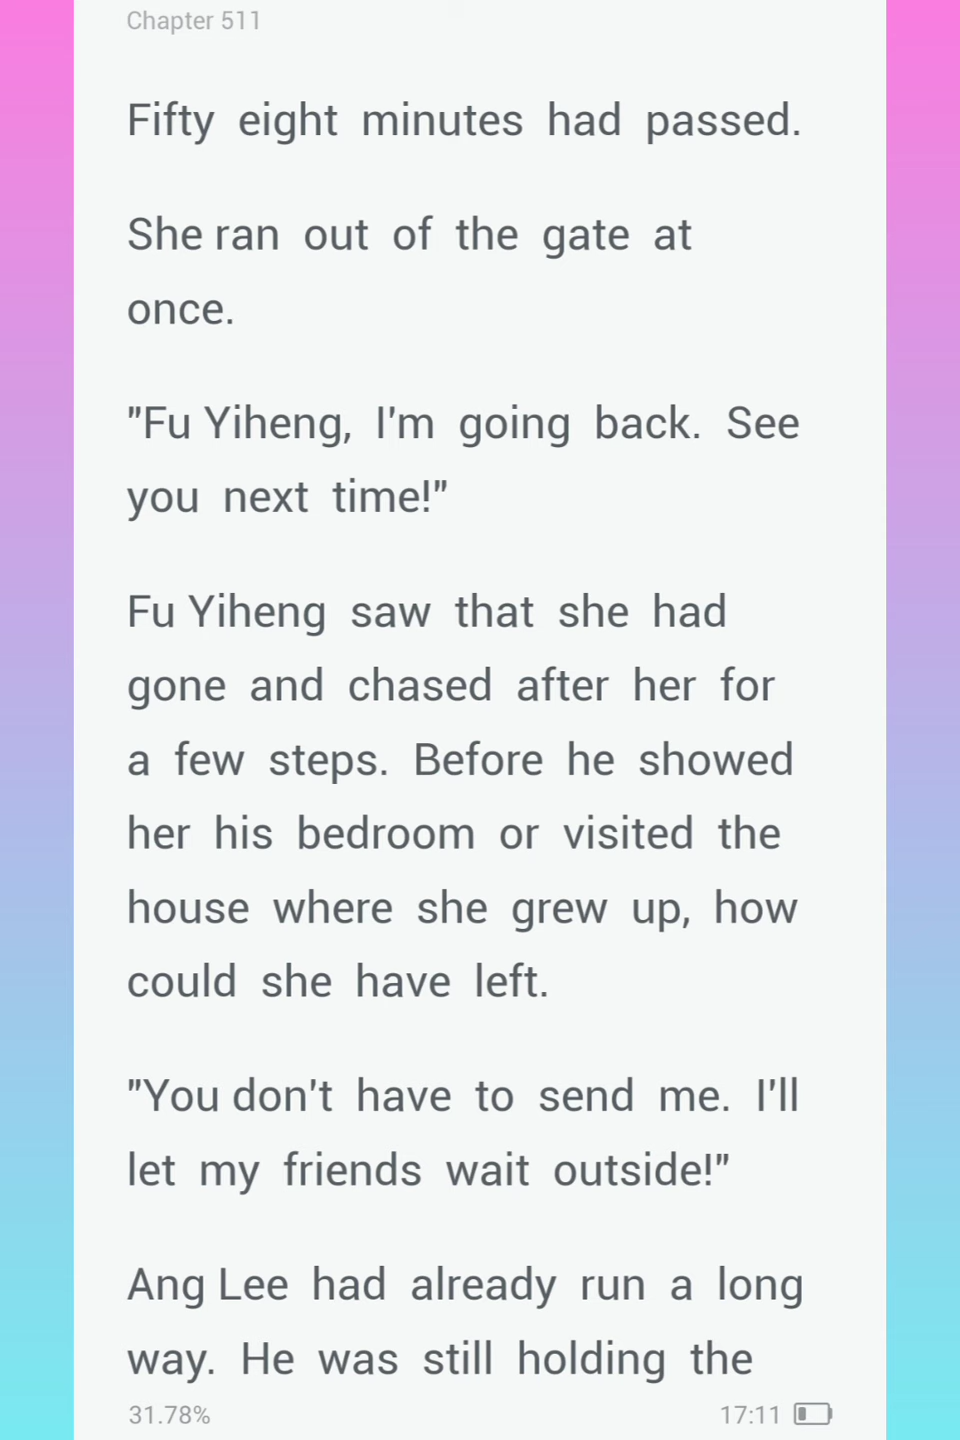 Chapter 511
Fifty eight minutes had passed.
She ran out of the gate at
once.
"Fu Yiheng, I'm going back. See
you next time!"
Fu Yiheng saw that she had
gone and chased after her for
a few steps. Before he showed
her his bedroom or visited the
house where she grew up, how
could she have left.
"You don't have to send me. I'll
let my friends wait outside!"
Ang Lee had already run a long
way. He was still holding the
31.78% 17:11